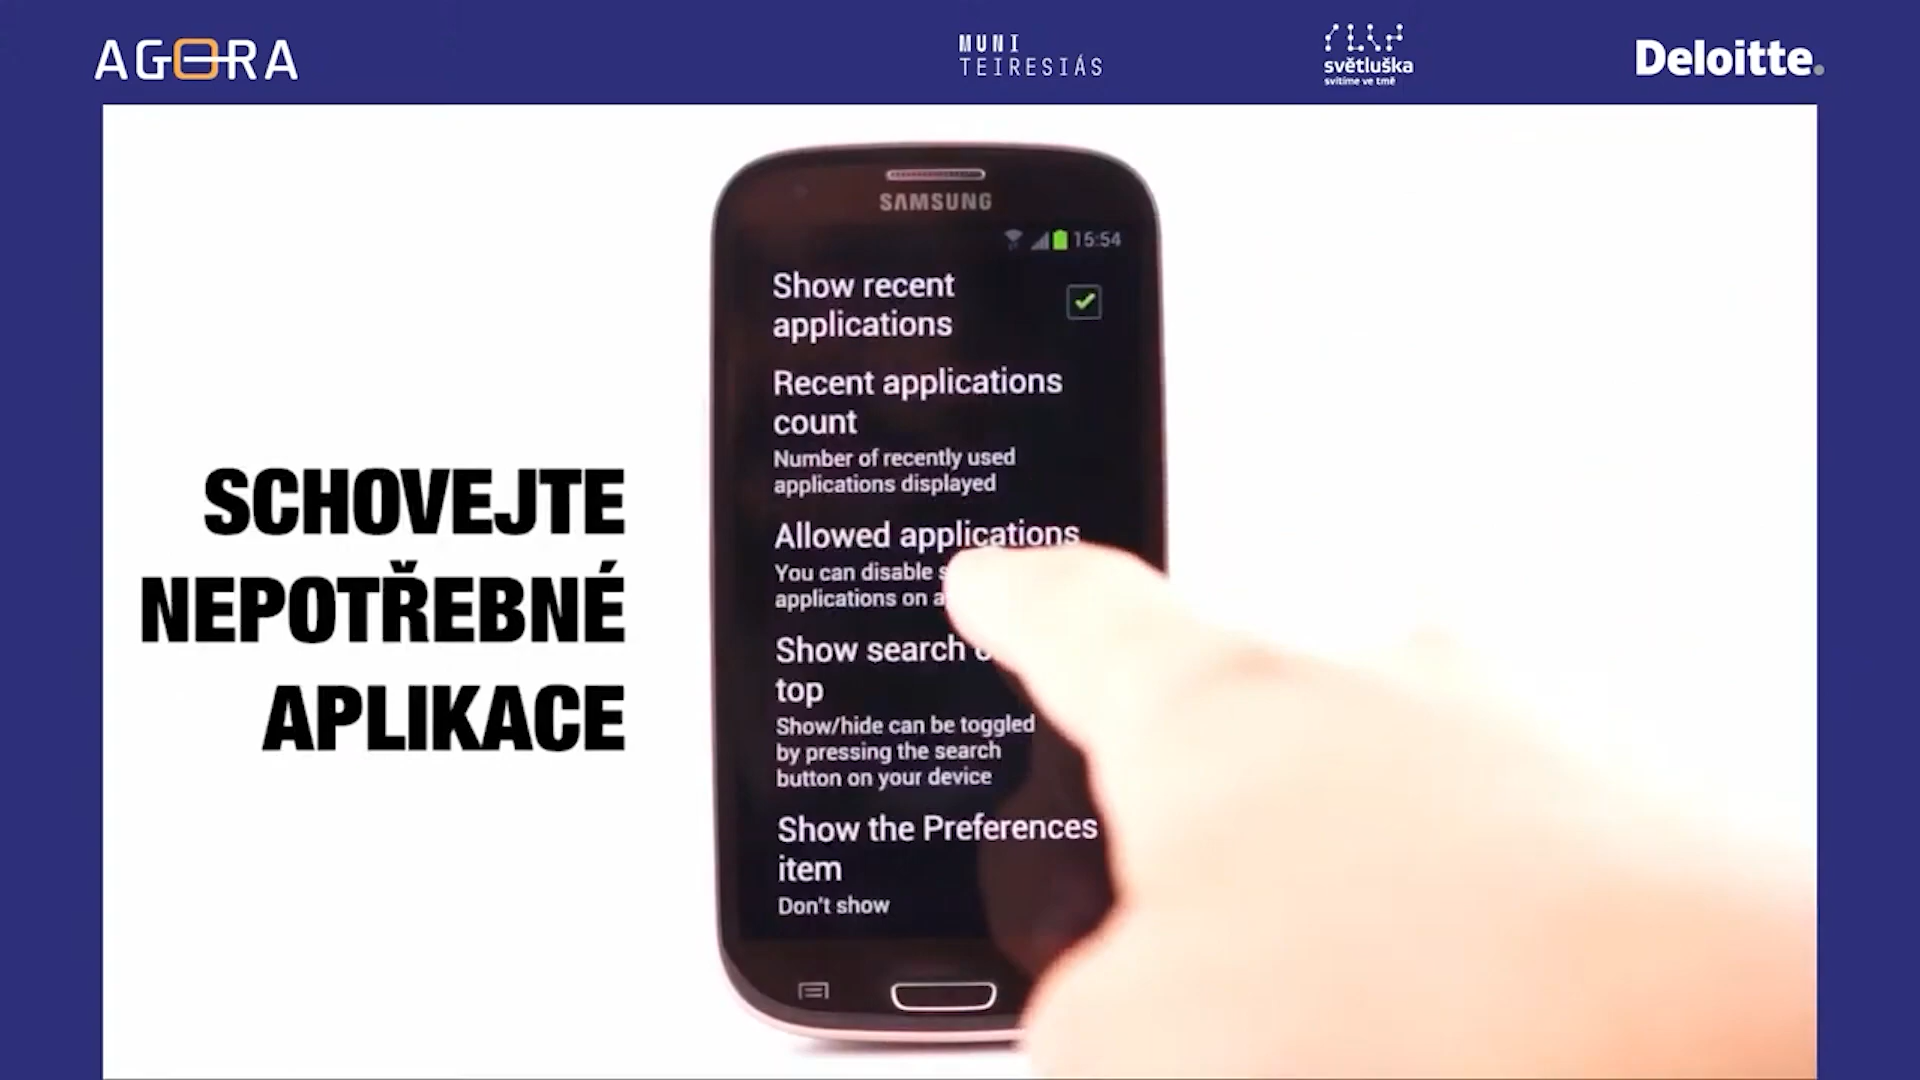 AGORA
MUNI
TEIRESIÁS
světluška
svítíme ve tmě
Deloitte.
SAMSUNG
15:54
Show recent
applications
Recent applications
count
Number of recently used
applications displayed
Allowed applications
You can disable
applications on
Show search
top
Show/hide can be toggled
by pressing the search
button on your device
Show the Preferences
item
Don't show
SCHOVEJTE
NEPOTŘEBNÉ
APLIKACE